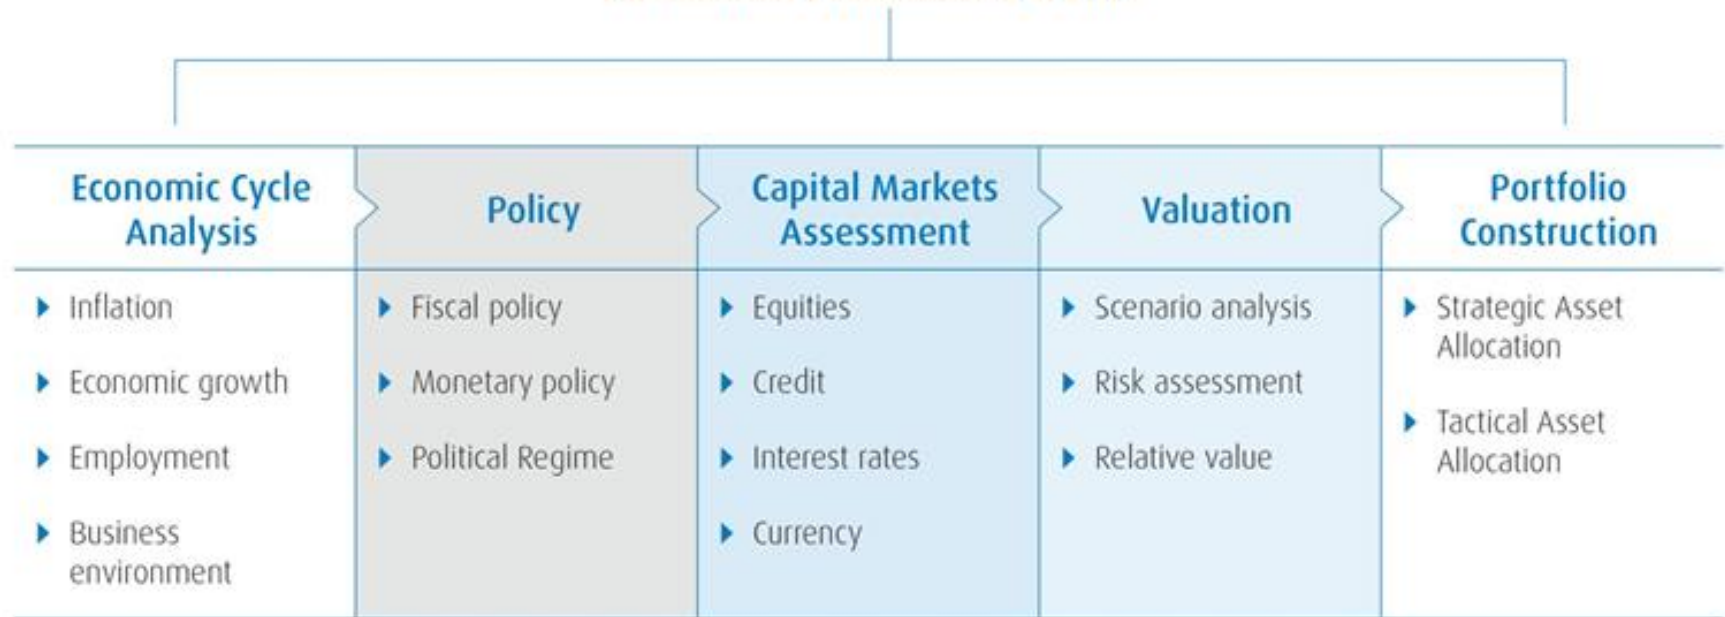 Economic Cycle
Analysis
Policy
Capital Markets
Assessment
Valuation
Portfolio
Construction
Inflation
Economic growth
Employment
Business
environment
Fiscal policy
Monetary policy
Political Regime
Equities
Credit
Interest rates
Currency
Scenario analysis
Risk assessment
Relative value
Strategic Asset
Allocation
Tactical Asset
Allocation